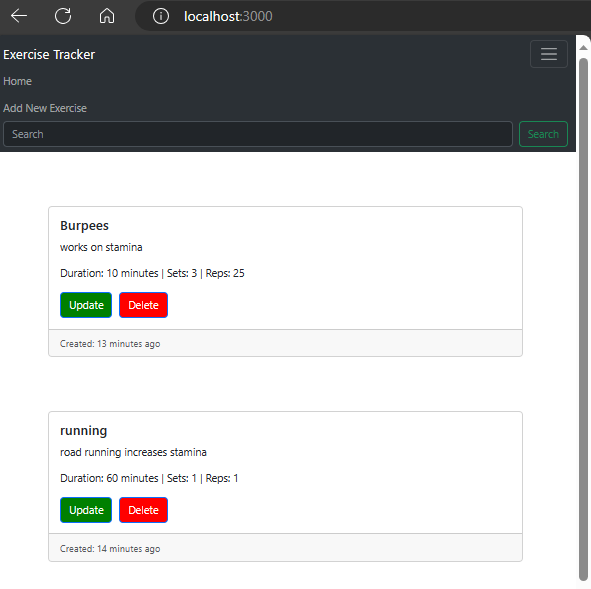 localhost:3000
Exercise Tracker
Home
Add New Exercise
Search Search
Burpees
works on stamina
Duration: 10 minutes | Sets: 3 | Reps: 25
Update Delete
Created: 13 minutes ago
running
road running increases stamina
Duration: 60 minutes | Sets: 1 | Reps: 1
Update Delete
Created: 14 minutes ago